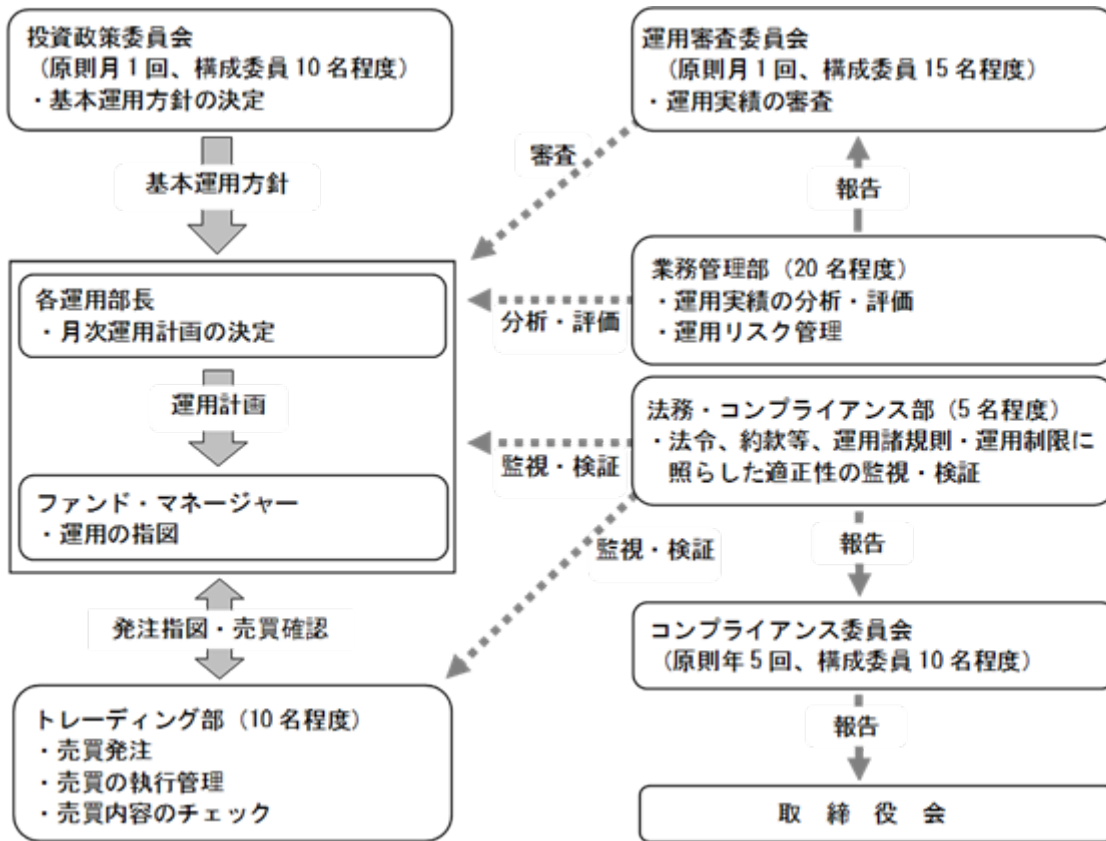 投資政策委員会
(原則月1回、構成委員10名程度)
・基本運用方針の決定
基本運用方針
各運用部長
・月次運用計画の決定
運用計画
ファンド・マネージャー
・運用の指図
発注指図・売買確認
トレーディング部(10名程度)
・売買発注
・売買の執行管理
・売買内容のチェック
運用審査委員会
(原則月1回、構成委員15名程度)
・運用実績の審査
審査
報告
業務管理部(20名程度)
・運用実績の分析・評価
・運用リスク管理
分析・評価
法務・コンプライアンス部(5名程度)
・法令、約款等、運用諸規則・運用制限に
照らした適正性の監視・検証
監視・検証
監視・検証
報告
コンプライアンス委員会
(原則年5回、構成委員10名程度)
報告
取締役会